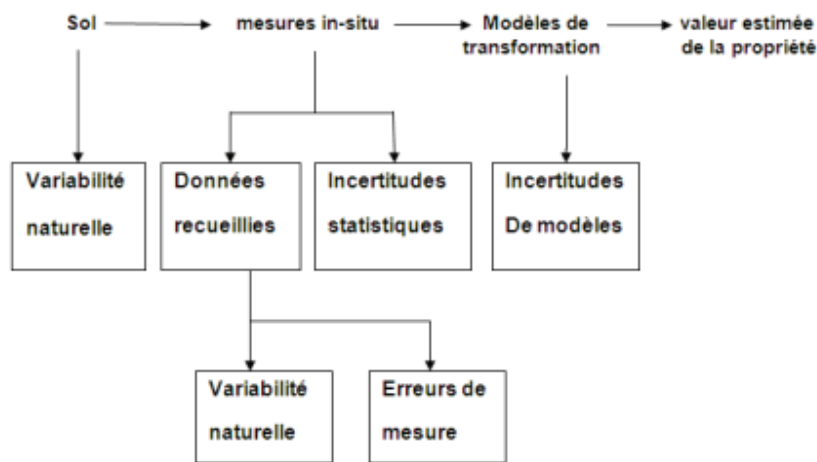 Sol
mesures in-situ
Modèles de
transformation
valeur estimée
de la propriété
Variabilité
naturelle
Données
recueillies
Incertitudes
statistiques
Incertitudes
De modèles
Variabilité
naturelle
Erreurs de
mesure